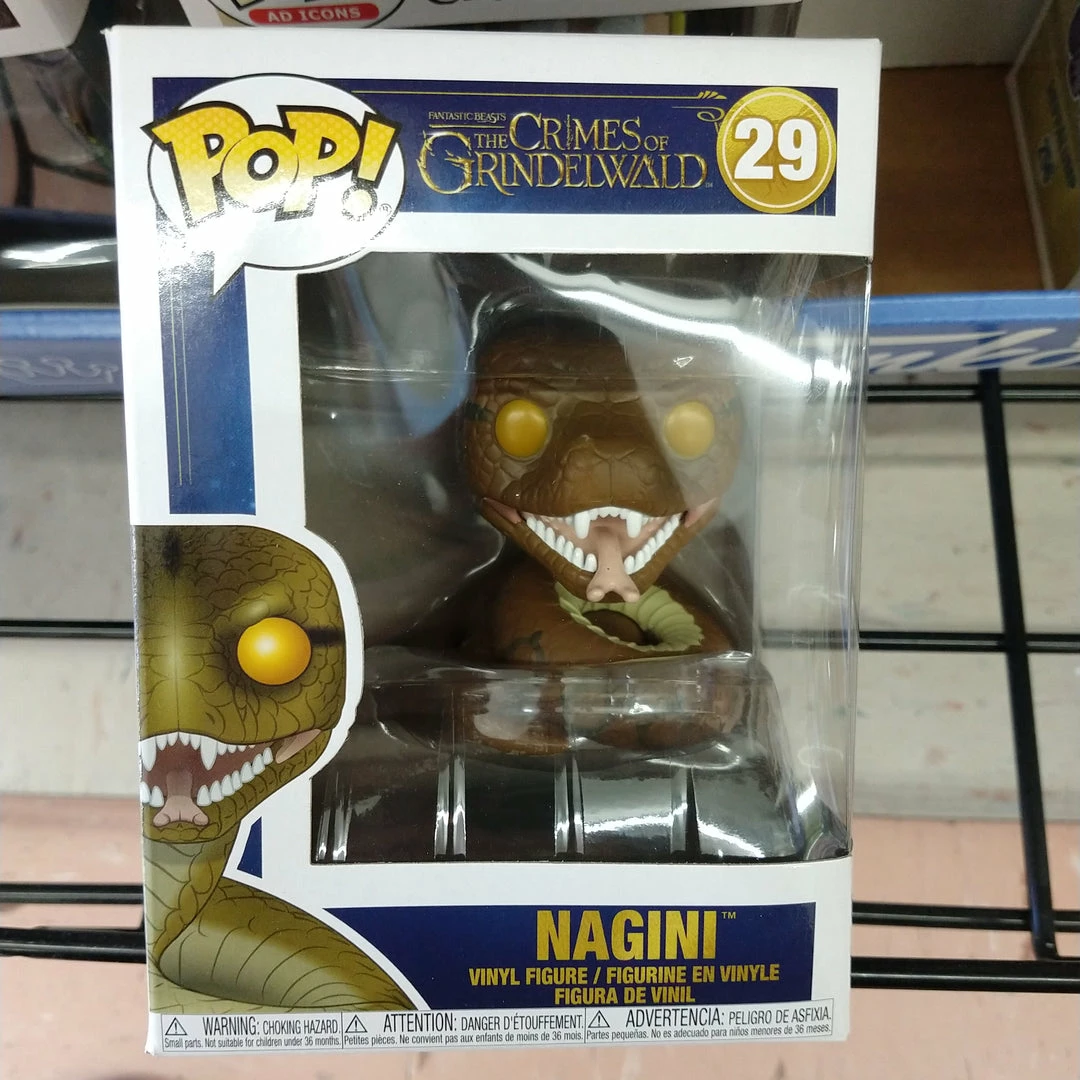 AD ICONS
POP!
FANTASTIC BEASTS
THE CRIMES OF
GRINDELWALD™
29
NAGINI™
VINYL FIGURE / FIGURINE EN VINYLE
FIGURA DE VINIL
WARNING: CHOKING HAZARD.
Small parts. Not suitable for children under 36 months.
ATTENTION: DANGER D'ÉTOUFFEMENT.
Petites pièces. Ne convient pas aux enfants de moins de 36 mois.
ADVERTENCIA: PELIGRO DE ASFIXIA.
Partes pequeñas. No es adecuado para niños menores de 36 meses.